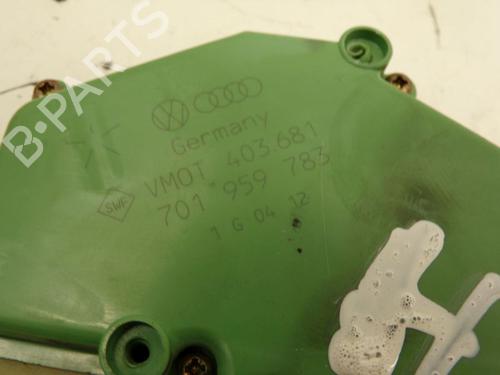 B-PARTS
Germany
VMOT 403.681
SWF
701 959 783
1 G 04 12
H